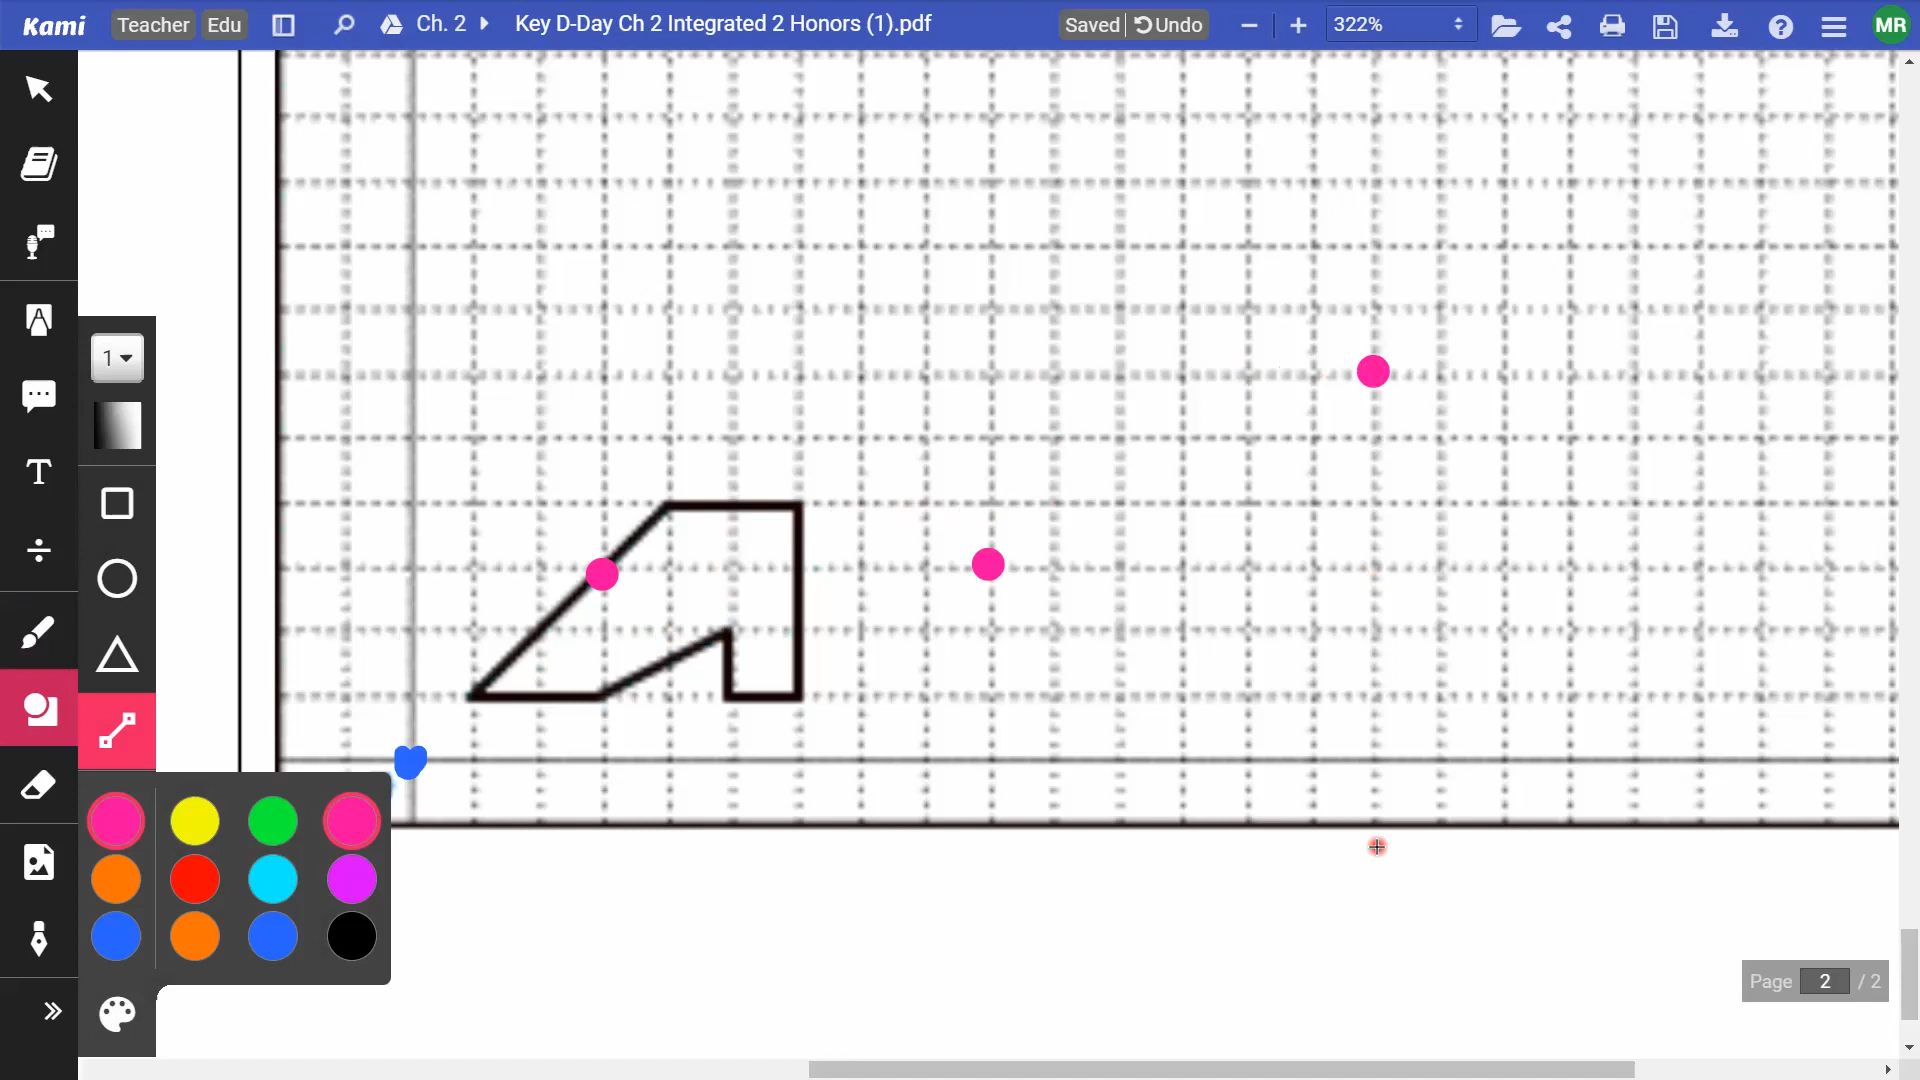 Kami Teacher Edu Ch. 2 Key D-Day Ch 2 Integrated 2 Honors (1).pdf Saved Undo 322% MR
1
T
Page 2 / 2